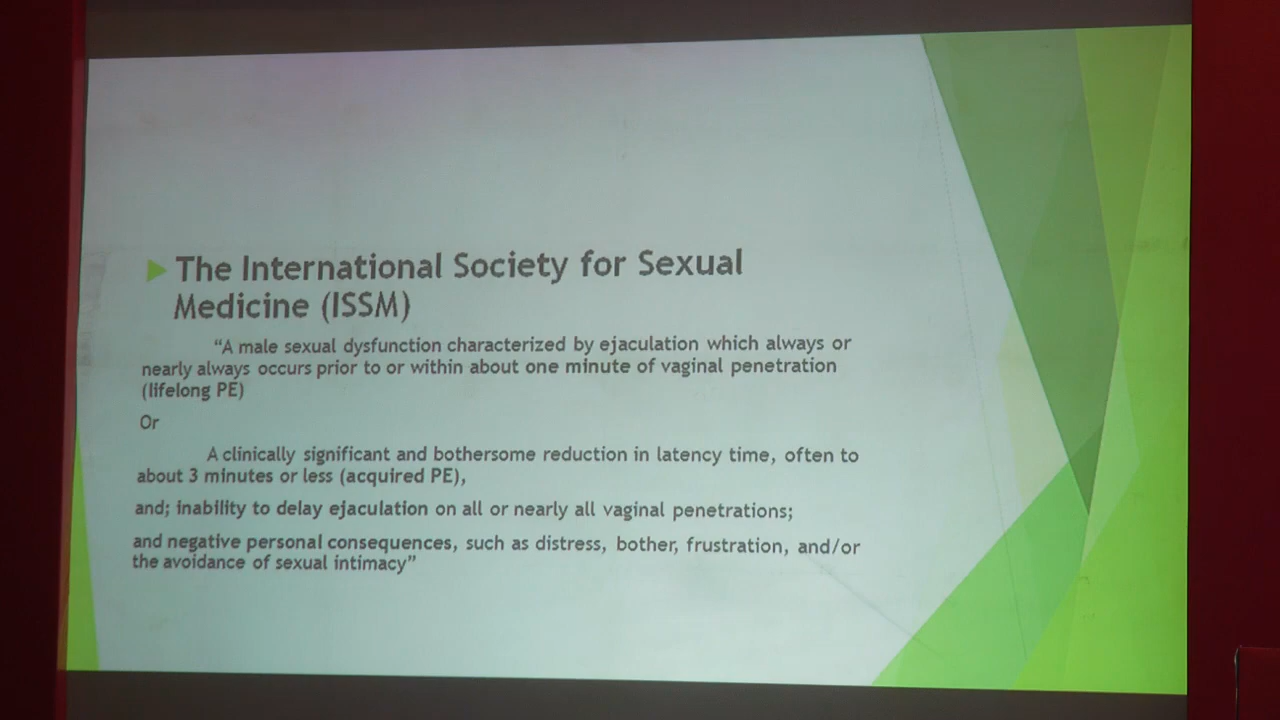 The International Society for Sexual
Medicine (ISSM)
“A male sexual dysfunction characterized by ejaculation which always or
nearly always occurs prior to or within about one minute of vaginal penetration
(lifelong PE)
Or
A clinically significant and bothersome reduction in latency time, often to
about 3 minutes or less (acquired PE),
and; inability to delay ejaculation on all or nearly all vaginal penetrations;
and negative personal consequences, such as distress, bother, frustration, and/or
the avoidance of sexual intimacy”